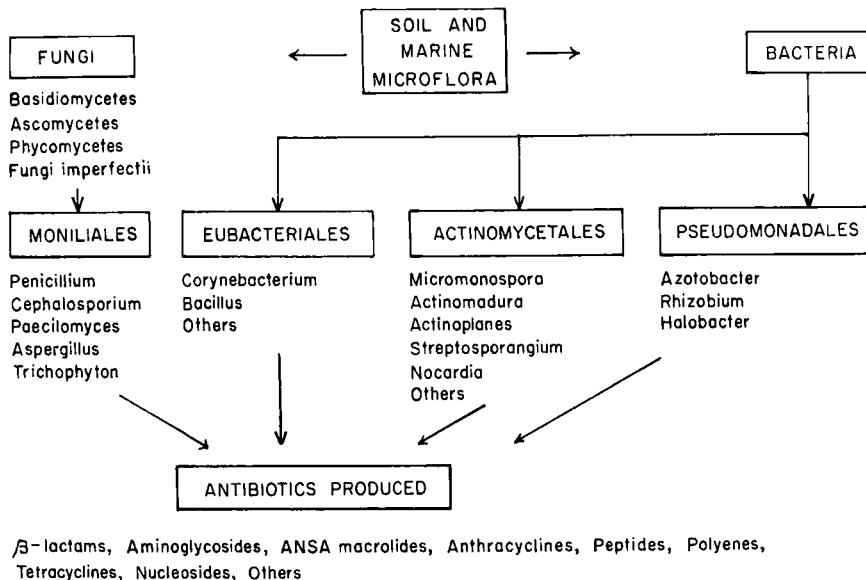 SOIL AND
MARINE
MICROFLORA
FUNGI
BACTERIA
Basidiomycetes
Ascomycetes
Phycomycetes
Fungi imperfectii
MONILIALES
EUBACTERIALES
ACTINOMYCETALES
PSEUDOMONADALES
Penicillium
Cephalosporium
Paecilomyces
Aspergillus
Trichophyton
Corynebacterium
Bacillus
Others
Micromonospora
Actinomadura
Actinoplanes
Streptosporangium
Nocardia
Others
Azotobacter
Rhizobium
Halobacter
ANTIBIOTICS PRODUCED
β-lactams, Aminoglycosides, ANSA macrolides, Anthracyclines, Peptides, Polyenes,
Tetracyclines, Nucleosides, Others